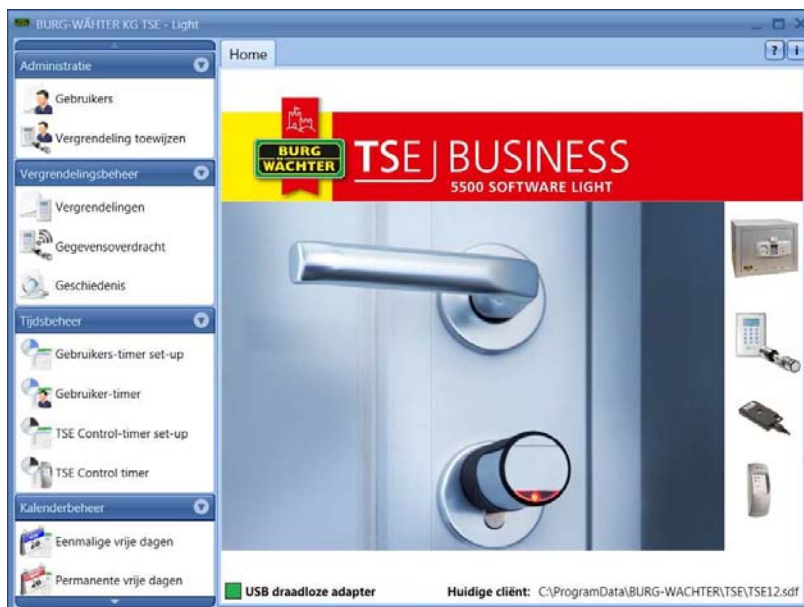 BURG-WÄHTER KG TSE - Light
Administratie
Gebruikers
Vergrendeling toewijzen
Vergrendelingsbeheer
Vergrendelingen
Gegevensoverdracht
Geschiedenis
Tijdsbeheer
Gebruikers-timer set-up
Gebruiker-timer
TSE Control-timer set-up
TSE Control timer
Kalenderbeheer
Eenmalige vrije dagen
Permanente vrije dagen
Home
? i
BURG
WÄCHTER
TSE BUSINESS
5500 SOFTWARE LIGHT
USB draadloze adapter
Huidige cliënt: C:\ProgramData\BURG-WACHTER\TSE\TSE12.sdf